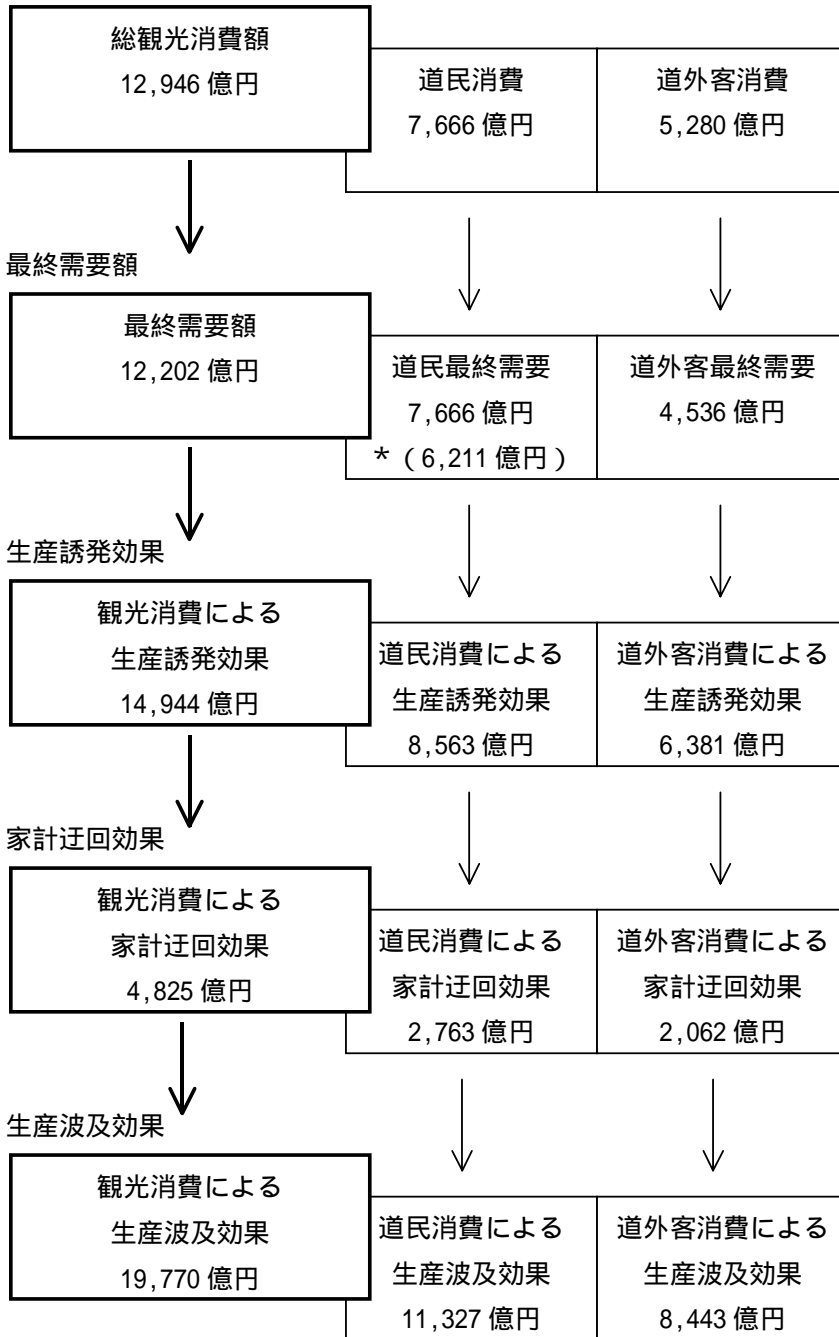 総観光消費額
12,946 億円
道民消費
7,666 億円
道外客消費
5,280 億円
最終需要額
最終需要額
12,202 億円
道民最終需要
7,666 億円
*（6,211 億円）
道外客最終需要
4,536 億円
生産誘発効果
観光消費による
生産誘発効果
14,944 億円
道民消費による
生産誘発効果
8,563 億円
道外客消費による
生産誘発効果
6,381 億円
家計迂回効果
観光消費による
家計迂回効果
4,825 億円
道民消費による
家計迂回効果
2,763 億円
道外客消費による
家計迂回効果
2,062 億円
生産波及効果
観光消費による
生産波及効果
19,770 億円
道民消費による
生産波及効果
11,327 億円
道外客消費による
生産波及効果
8,443 億円